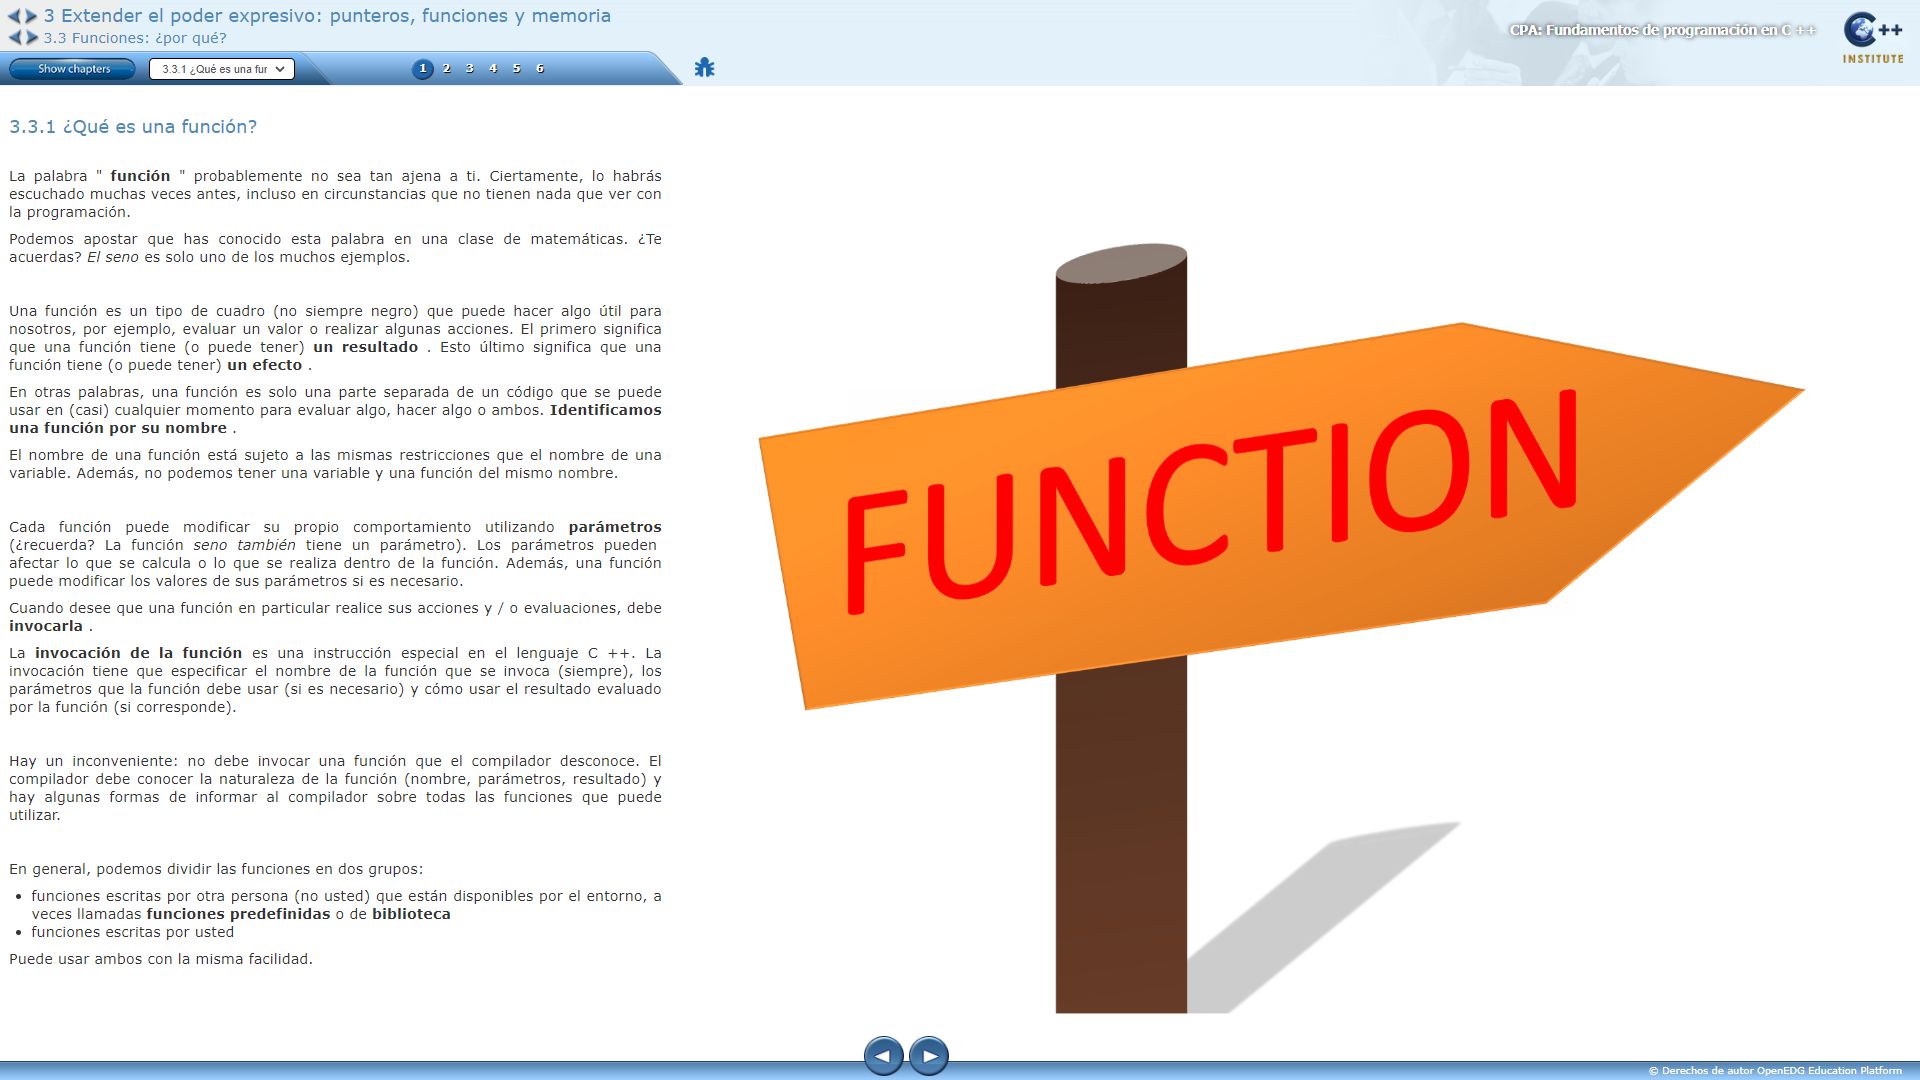 3 Extender el poder expresivo: punteros, funciones y memoria
3.3 Funciones: ¿por qué?
CPA: Fundamentos de programación en C ++
C++
INSTITUTE
Show chapters
3.3.1 ¿Qué es una fur
1 2 3 4 5 6
3.3.1 ¿Qué es una función?
La palabra " función " probablemente no sea tan ajena a ti. Ciertamente, lo habrás
escuchado muchas veces antes, incluso en circunstancias que no tienen nada que ver con
la programación.
Podemos apostar que has conocido esta palabra en una clase de matemáticas. ¿Te
acuerdas? El seno es solo uno de los muchos ejemplos.
Una función es un tipo de cuadro (no siempre negro) que puede hacer algo útil para
nosotros, por ejemplo, evaluar un valor o realizar algunas acciones. El primero significa
que una función tiene (o puede tener) un resultado . Esto último significa que una
función tiene (o puede tener) un efecto .
En otras palabras, una función es solo una parte separada de un código que se puede
usar en (casi) cualquier momento para evaluar algo, hacer algo o ambos. Identificamos
una función por su nombre .
El nombre de una función está sujeto a las mismas restricciones que el nombre de una
variable. Además, no podemos tener una variable y una función del mismo nombre.
Cada función puede modificar su propio comportamiento utilizando parámetros
(¿recuerda? La función seno también tiene un parámetro). Los parámetros pueden
afectar lo que se calcula o lo que se realiza dentro de la función. Además, una función
puede modificar los valores de sus parámetros si es necesario.
Cuando desee que una función en particular realice sus acciones y / o evaluaciones, debe
invocarla .
La invocación de la función es una instrucción especial en el lenguaje C ++. La
invocación tiene que especificar el nombre de la función que se invoca (siempre), los
parámetros que la función debe usar (si es necesario) y cómo usar el resultado evaluado
por la función (si corresponde).
Hay un inconveniente: no debe invocar una función que el compilador desconoce. El
compilador debe conocer la naturaleza de la función (nombre, parámetros, resultado) y
hay algunas formas de informar al compilador sobre todas las funciones que puede
utilizar.
En general, podemos dividir las funciones en dos grupos:
• funciones escritas por otra persona (no usted) que están disponibles por el entorno, a
veces llamadas funciones predefinidas o de biblioteca
• funciones escritas por usted
Puede usar ambos con la misma facilidad.
FUNCTION
© Derechos de autor OpenEDG Education Platform